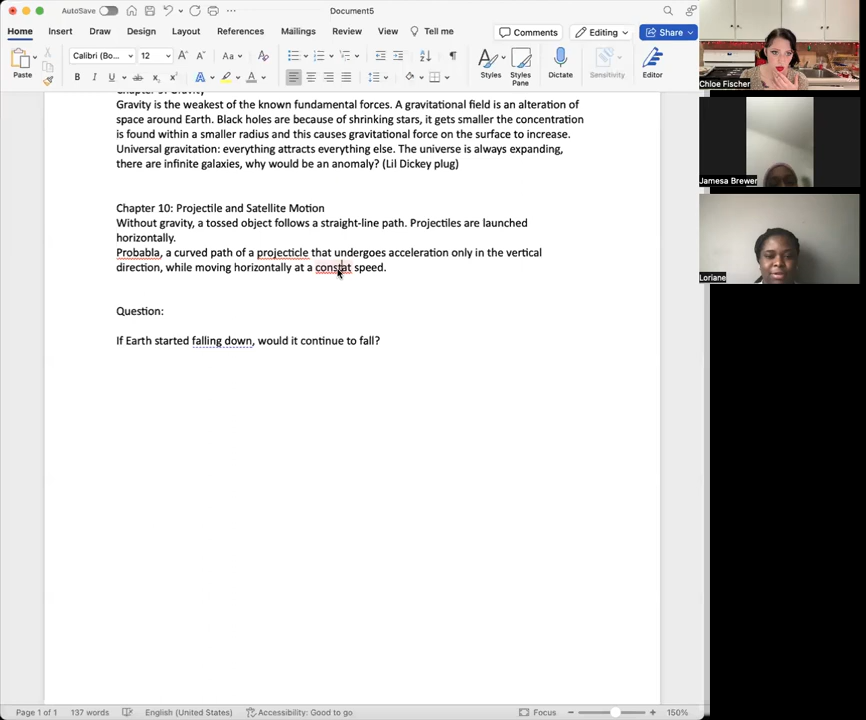 AutoSave
Document5
Home Insert Draw Design Layout References Mailings Review View Tell me
Comments Editing Share
Paste
Calibri (Bo... 12
Aa
B I U ab x₂ x²
Styles
Styles Pane
Dictate
Sensitivity
Editor
Gravity is the weakest of the known fundamental forces. A gravitational field is an alteration of
space around Earth. Black holes are because of shrinking stars, it gets smaller the concentration
is found within a smaller radius and this causes gravitational force on the surface to increase.
Universal gravitation: everything attracts everything else. The universe is always expanding,
there are infinite galaxies, why would be an anomaly? (Lil Dickey plug)
Chapter 10: Projectile and Satellite Motion
Without gravity, a tossed object follows a straight-line path. Projectiles are launched
horizontally.
Probabla, a curved path of a projecticle that undergoes acceleration only in the vertical
direction, while moving horizontally at a constat speed.
Question:
If Earth started falling down, would it continue to fall?
Page 1 of 1 137 words English (United States) Accessibility: Good to go Focus 150%
Chloe Fischer
Jamesa Brewer
Loriane